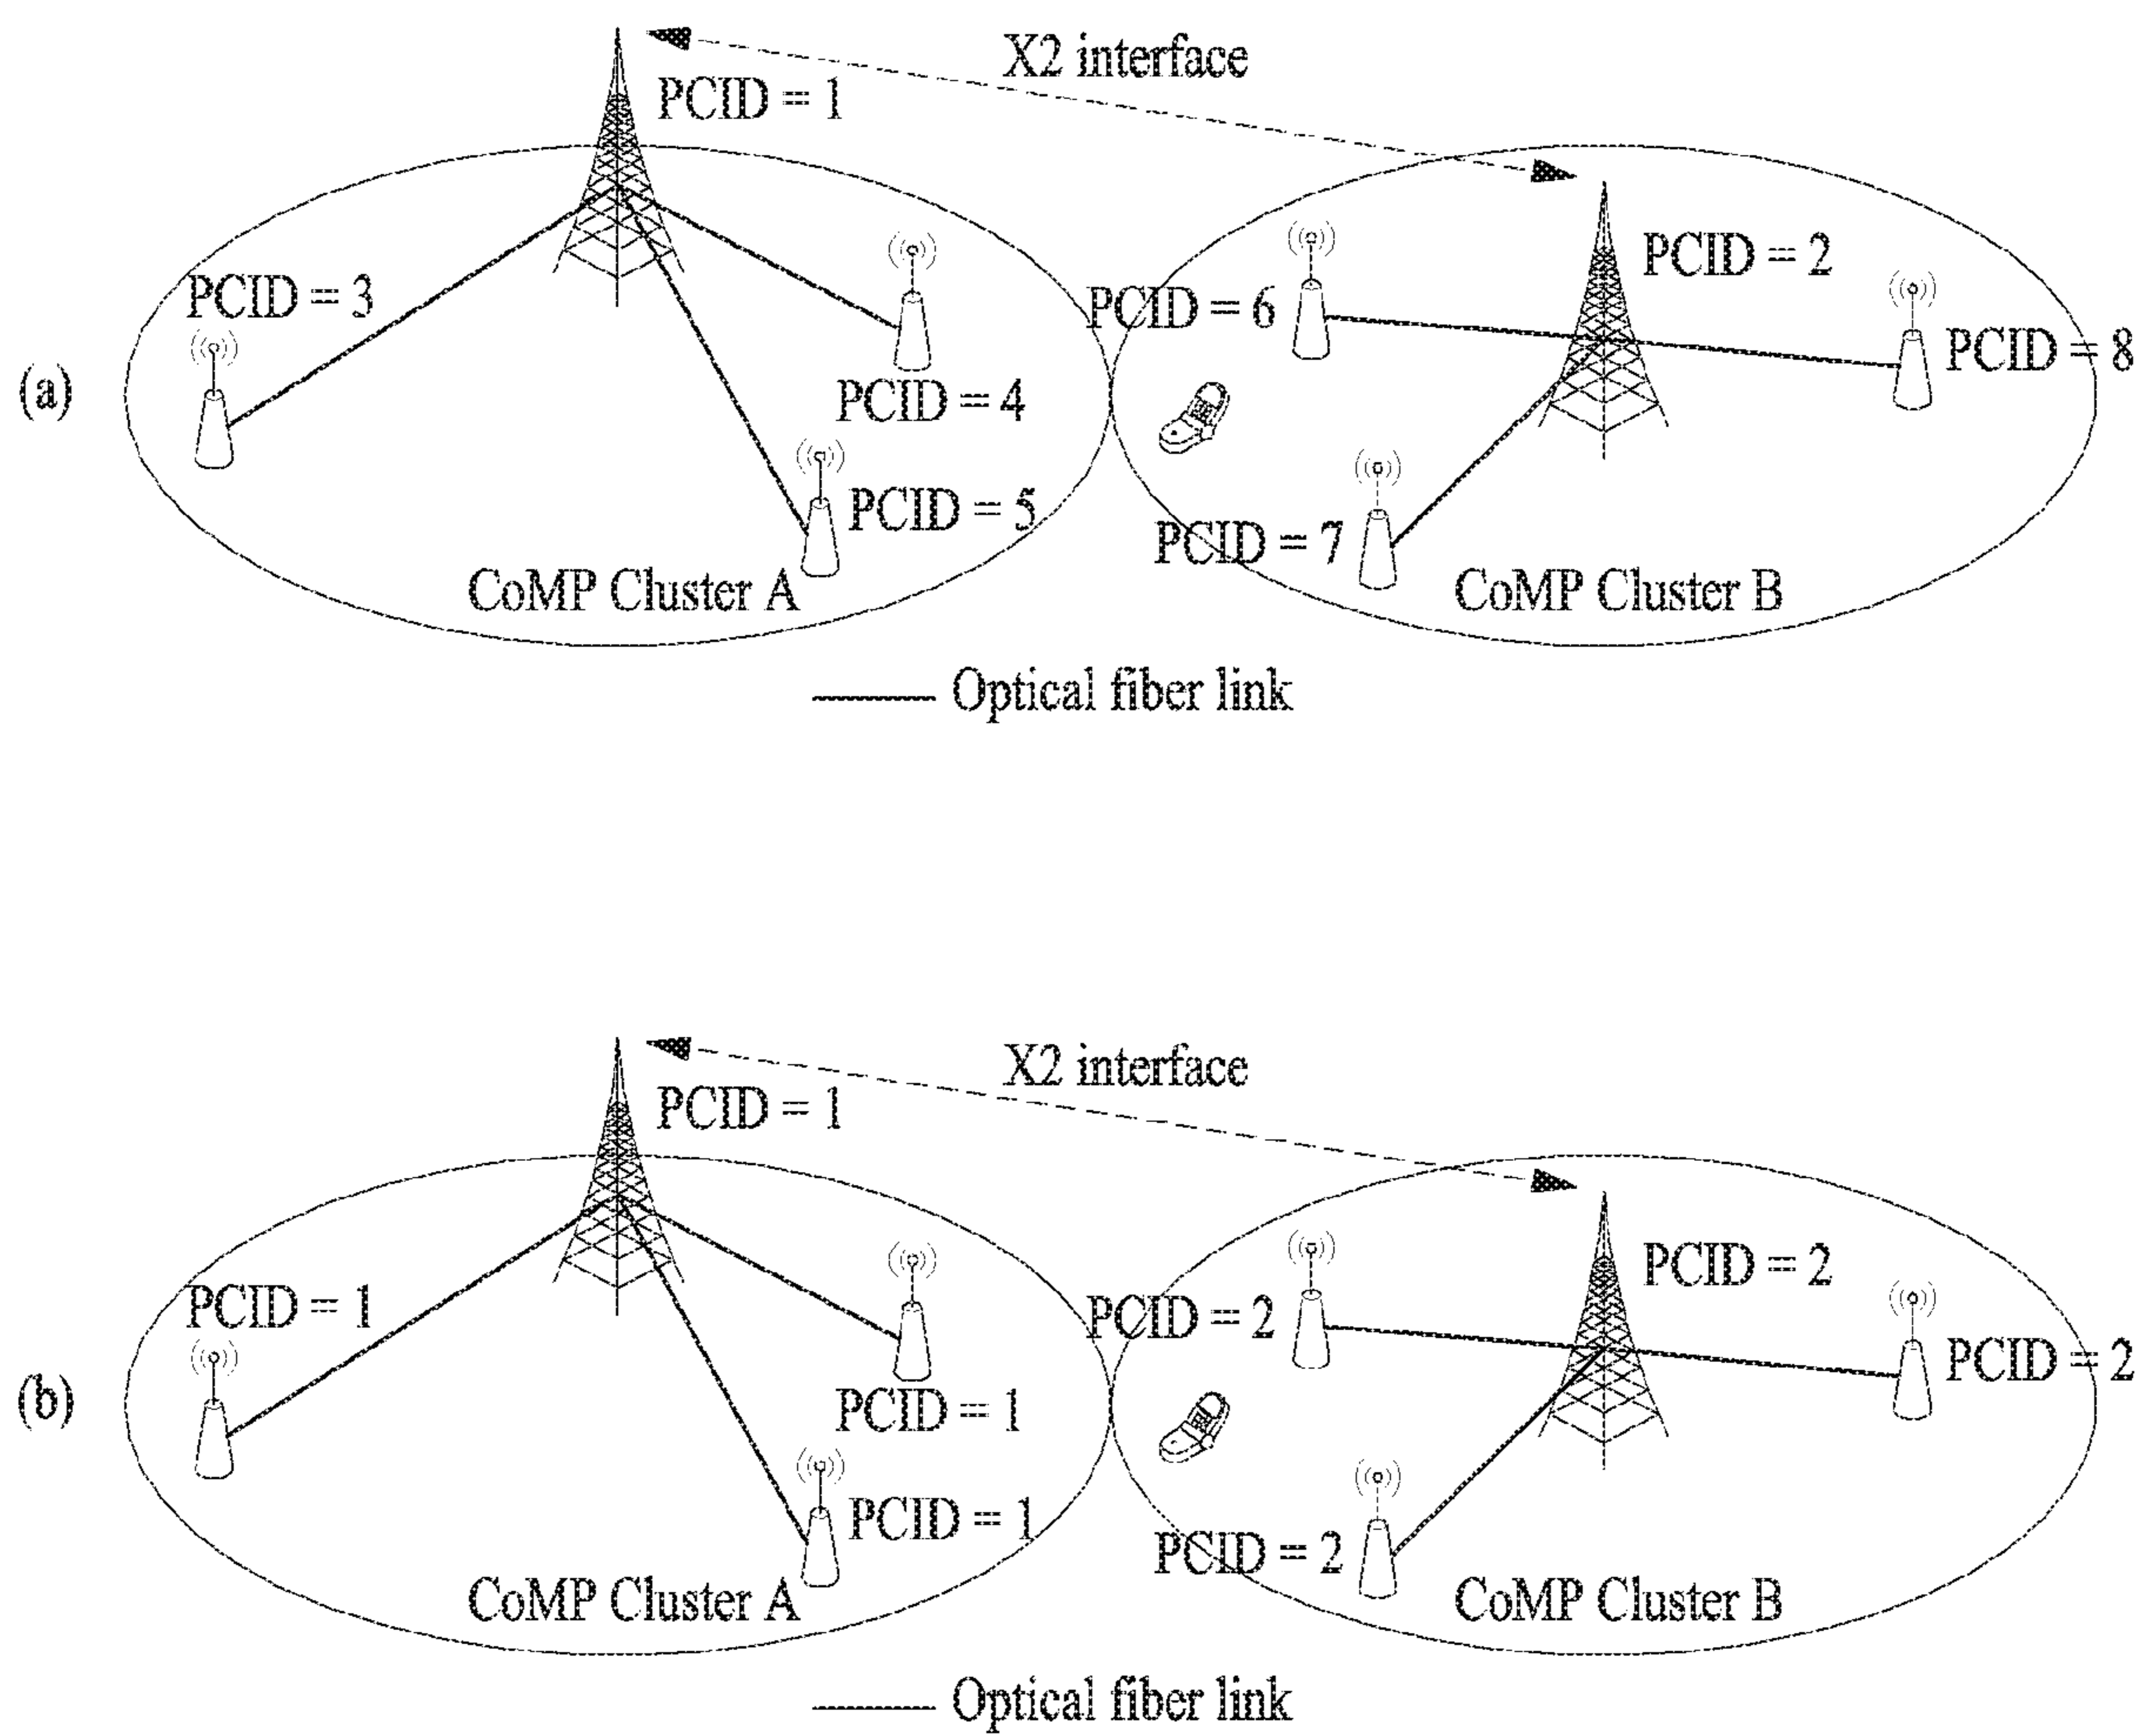 X2 interface
PCID = 1
PCID = 2
PCID = 3
PCID = 6
PCID = 8
(a)
PCID = 4
PCID = 5
PCID = 7
CoMP Cluster A
CoMP Cluster B
Optical fiber link
X2 interface
PCID = 1
PCID = 2
PCID = 1
PCID = 2
PCID = 2
(b)
PCID = 1
PCID = 1
PCID = 2
CoMP Cluster A
CoMP Cluster B
Optical fiber link